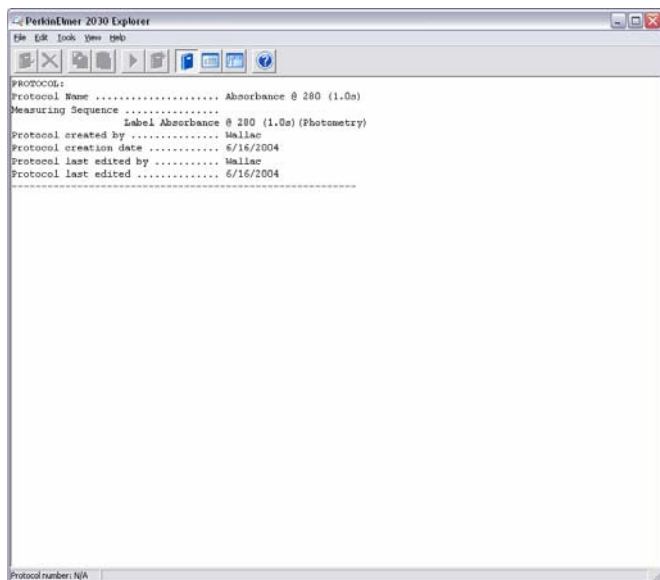 PerkinElmer 2030 Explorer
File Edit Tools View Help
PROTOCOL:
Protocol Name ..................... Absorbance @ 280 (1.0s)
Measuring Sequence ................
Label Absorbance @ 280 (1.0s)(Photometry)
Protocol created by ............... Wallac
Protocol creation date ............ 6/16/2004
Protocol last edited by ........... Wallac
Protocol last edited .............. 6/16/2004
-----------------------------------------------------------
Protocol number: N/A